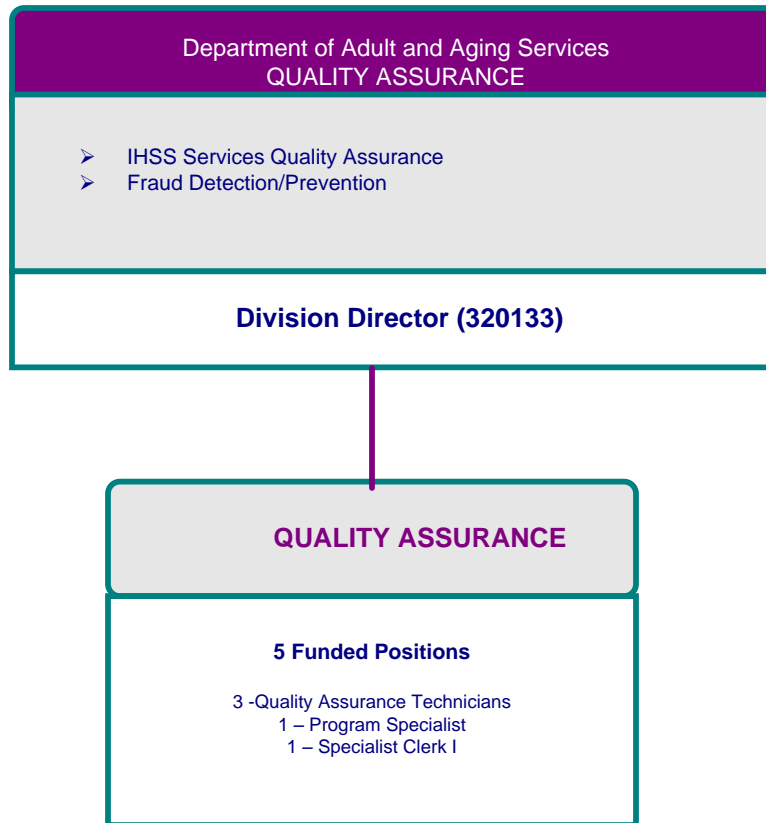 Department of Adult and Aging Services
QUALITY ASSURANCE
➢ IHSS Services Quality Assurance
➢ Fraud Detection/Prevention
Division Director (320133)
QUALITY ASSURANCE
5 Funded Positions
3 -Quality Assurance Technicians
1 – Program Specialist
1 – Specialist Clerk I